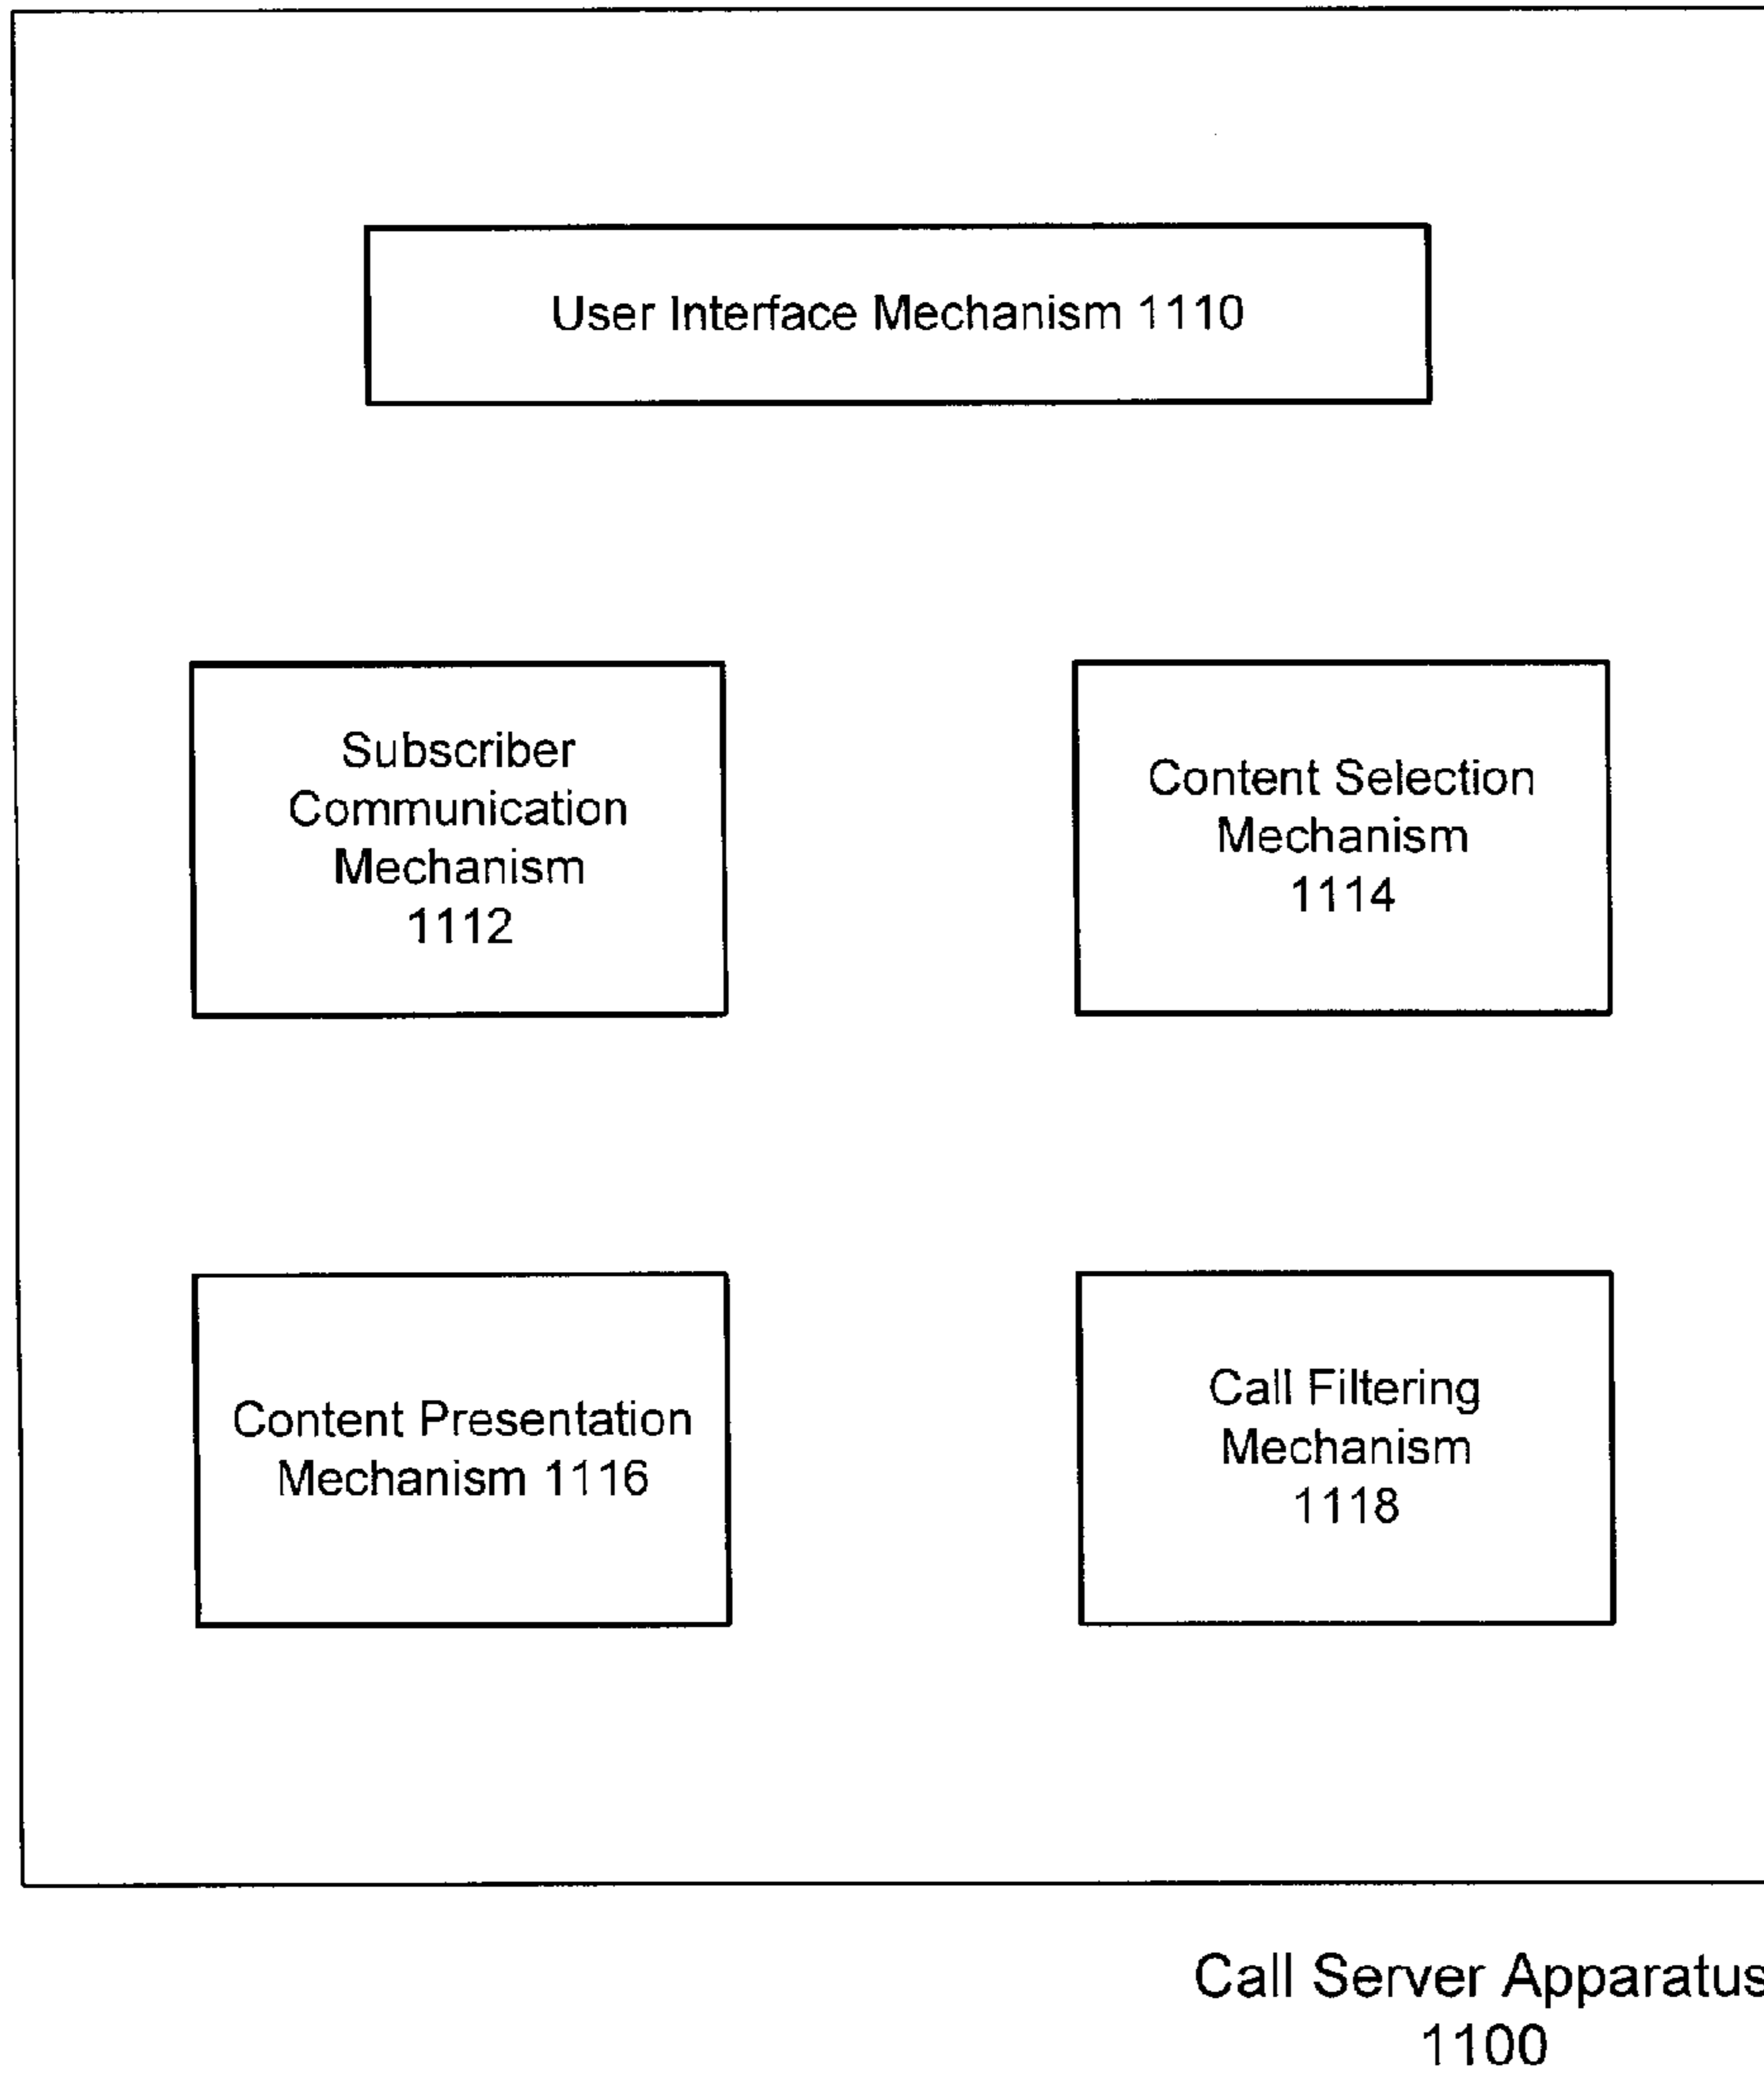 User Interface Mechanism 1110
Subscriber
Communication
Mechanism
1112
Content Selection
Mechanism
1114
Content Presentation
Mechanism 1116
Call Filtering
Mechanism
1118
Call Server Apparatus
1100